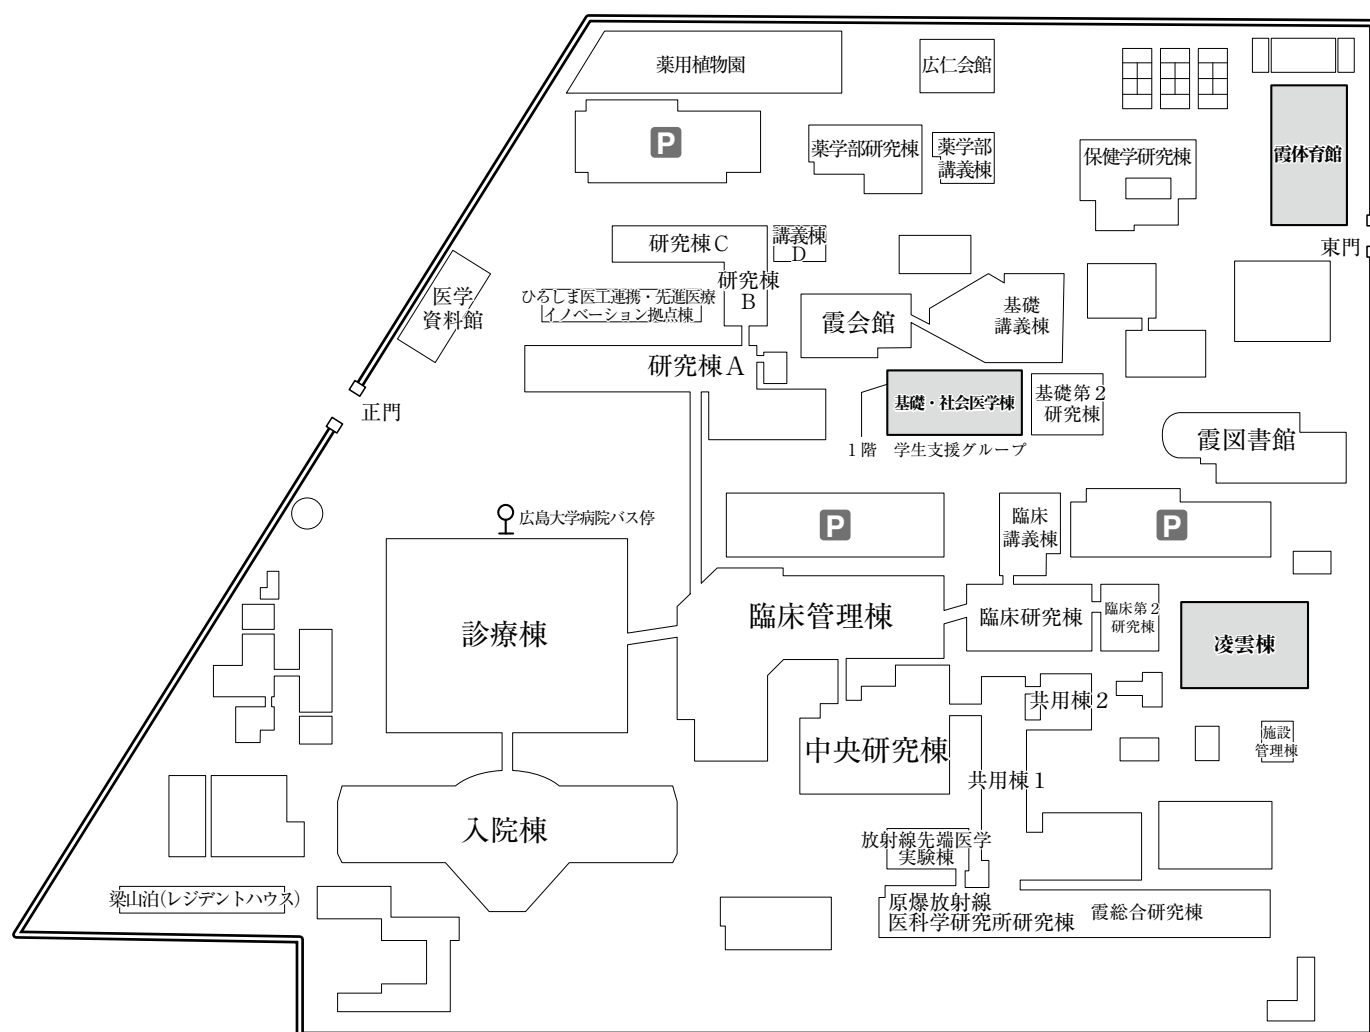 薬用植物園
広仁会館
P
薬学部研究棟
薬学部
講義棟
保健学研究棟
霞体育館
東門
研究棟C
講義棟
D
研究棟
B
医学
資料館
ひろしま医工連携・先進医療
イノベーション拠点棟
霞会館
基礎
講義棟
研究棟A
正門
基礎・社会医学棟
基礎第2
研究棟
1階 学生支援グループ
霞図書館
広島大学病院バス停
P
臨床
講義棟
P
診療棟
臨床管理棟
臨床研究棟
臨床第2
研究棟
凌雲棟
共用棟2
中央研究棟
施設
管理棟
共用棟1
入院棟
放射線先端医学
実験棟
梁山泊(レジデントハウス)
原爆放射線
医科学研究所研究棟
霞総合研究棟